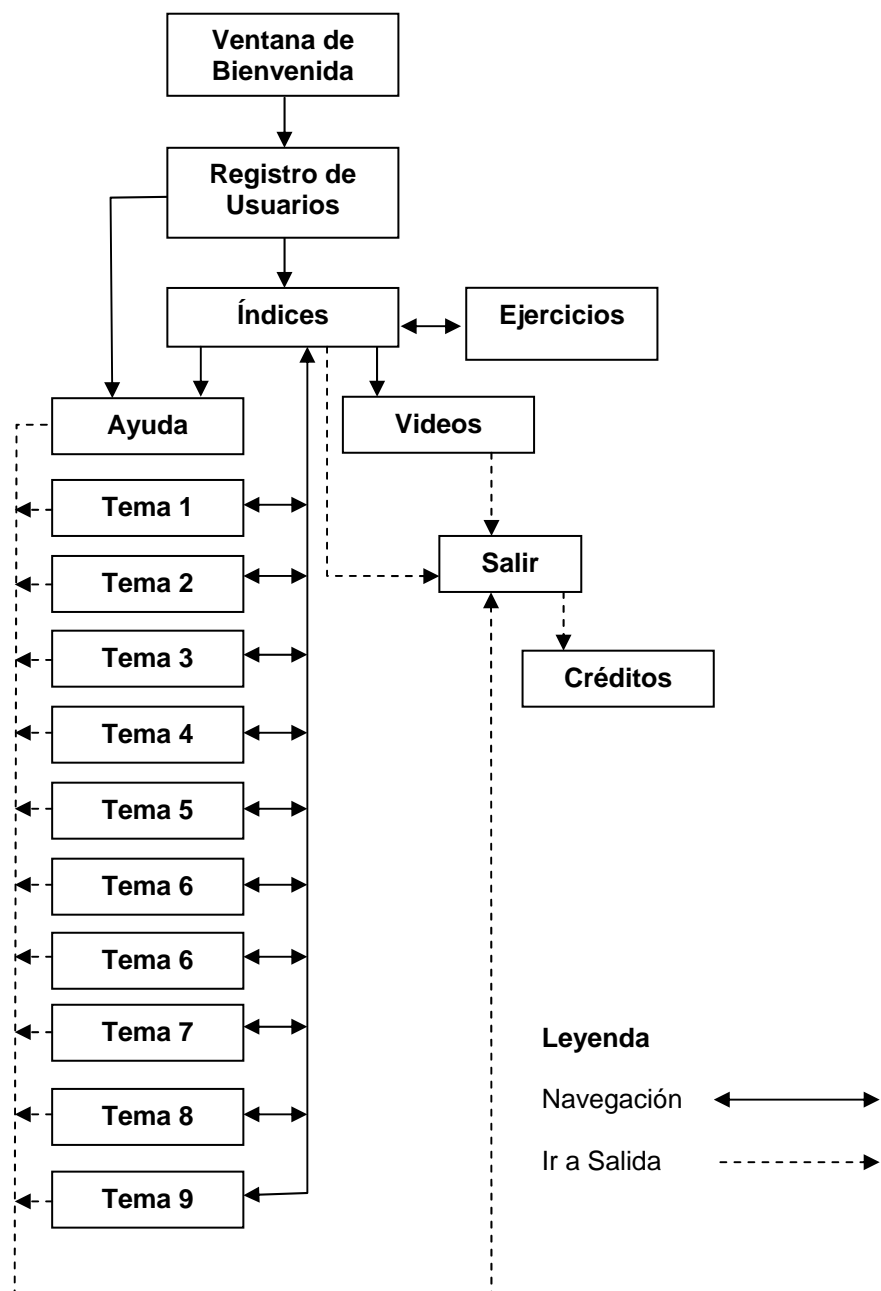 Ventana de
Bienvenida
Registro de
Usuarios
Índices
Ejercicios
Ayuda
Videos
Tema 1
Tema 2
Salir
Tema 3
Créditos
Tema 4
Tema 5
Tema 6
Tema 6
Tema 7
Tema 8
Tema 9
Leyenda
Navegación
Ir a Salida